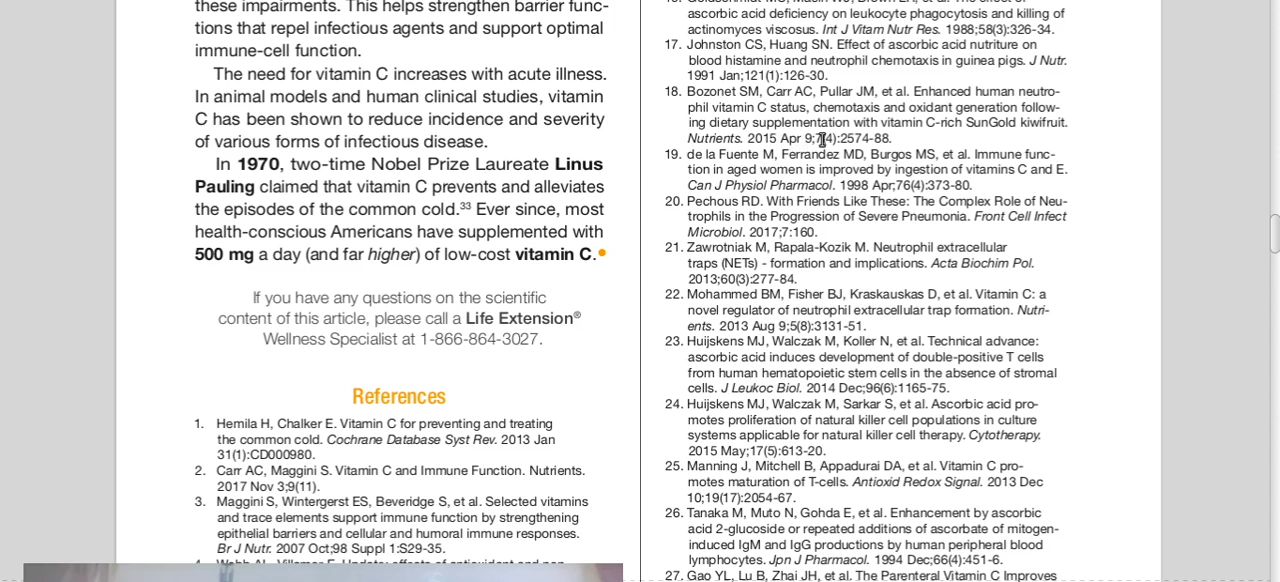 these impairments. This helps strengthen barrier func-
tions that repel infectious agents and support optimal
immune-cell function.
The need for vitamin C increases with acute illness.
In animal models and human clinical studies, vitamin
C has been shown to reduce incidence and severity
of various forms of infectious disease.
In 1970, two-time Nobel Prize Laureate Linus
Pauling claimed that vitamin C prevents and alleviates
the episodes of the common cold.33 Ever since, most
health-conscious Americans have supplemented with
500 mg a day (and far higher) of low-cost vitamin C.
If you have any questions on the scientific
content of this article, please call a Life Extension®
Wellness Specialist at 1-866-864-3027.
References
1. Hemila H, Chalker E. Vitamin C for preventing and treating
the common cold. Cochrane Database Syst Rev. 2013 Jan
31(1):CD000980.
2. Carr AC, Maggini S. Vitamin C and Immune Function. Nutrients.
2017 Nov 3;9(11).
3. Maggini S, Wintergerst ES, Beveridge S, et al. Selected vitamins
and trace elements support immune function by strengthening
epithelial barriers and cellular and humoral immune responses.
Br J Nutr. 2007 Oct;98 Suppl 1:S29-35.
ascorbic acid deficiency on leukocyte phagocytosis and killing of
actinomyces viscosus. Int J Vitam Nutr Res. 1988;58(3):326-34.
17. Johnston CS, Huang SN. Effect of ascorbic acid nutriture on
blood histamine and neutrophil chemotaxis in guinea pigs. J Nutr.
1991 Jan;121(1):126-30.
18. Bozonet SM, Carr AC, Pullar JM, et al. Enhanced human neutro-
phil vitamin C status, chemotaxis and oxidant generation follow-
ing dietary supplementation with vitamin C-rich SunGold kiwifruit.
Nutrients. 2015 Apr 9;7(4):2574-88.
19. de la Fuente M, Ferrandez MD, Burgos MS, et al. Immune func-
tion in aged women is improved by ingestion of vitamins C and E.
Can J Physiol Pharmacol. 1998 Apr;76(4):373-80.
20. Pechous RD. With Friends Like These: The Complex Role of Neu-
trophils in the Progression of Severe Pneumonia. Front Cell Infect
Microbiol. 2017;7:160.
21. Zawrotniak M, Rapala-Kozik M. Neutrophil extracellular
traps (NETs) - formation and implications. Acta Biochim Pol.
2013;60(3):277-84.
22. Mohammed BM, Fisher BJ, Kraskauskas D, et al. Vitamin C: a
novel regulator of neutrophil extracellular trap formation. Nutri-
ents. 2013 Aug 9;5(8):3131-51.
23. Huijskens MJ, Walczak M, Koller N, et al. Technical advance:
ascorbic acid induces development of double-positive T cells
from human hematopoietic stem cells in the absence of stromal
cells. J Leukoc Biol. 2014 Dec;96(6):1165-75.
24. Huijskens MJ, Walczak M, Sarkar S, et al. Ascorbic acid pro-
motes proliferation of natural killer cell populations in culture
systems applicable for natural killer cell therapy. Cytotherapy.
2015 May;17(5):613-20.
25. Manning J, Mitchell B, Appadurai DA, et al. Vitamin C pro-
motes maturation of T-cells. Antioxid Redox Signal. 2013 Dec
10;19(17):2054-67.
26. Tanaka M, Muto N, Gohda E, et al. Enhancement by ascorbic
acid 2-glucoside or repeated additions of ascorbate of mitogen-
induced IgM and IgG productions by human peripheral blood
lymphocytes. Jpn J Pharmacol. 1994 Dec;66(4):451-6.
27. Gao YL, Lu B, Zhai JH, et al. The Parenteral Vitamin C Improves